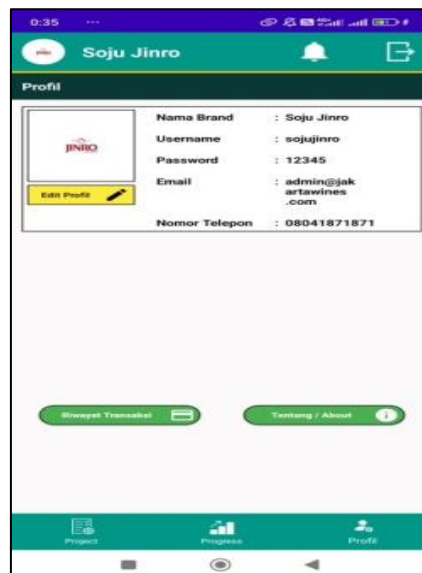 0:35 ...
Soju Jinro
Profil
JINRO
Edit Profil
Nama Brand : Soju Jinro
Username : sojujinro
Password : 12345
Email : admin@jak
artawines
.com
Nomor Telepon : 08041871871
Riwayat Transaksi
Tentang / About
Project
Progress
Profil